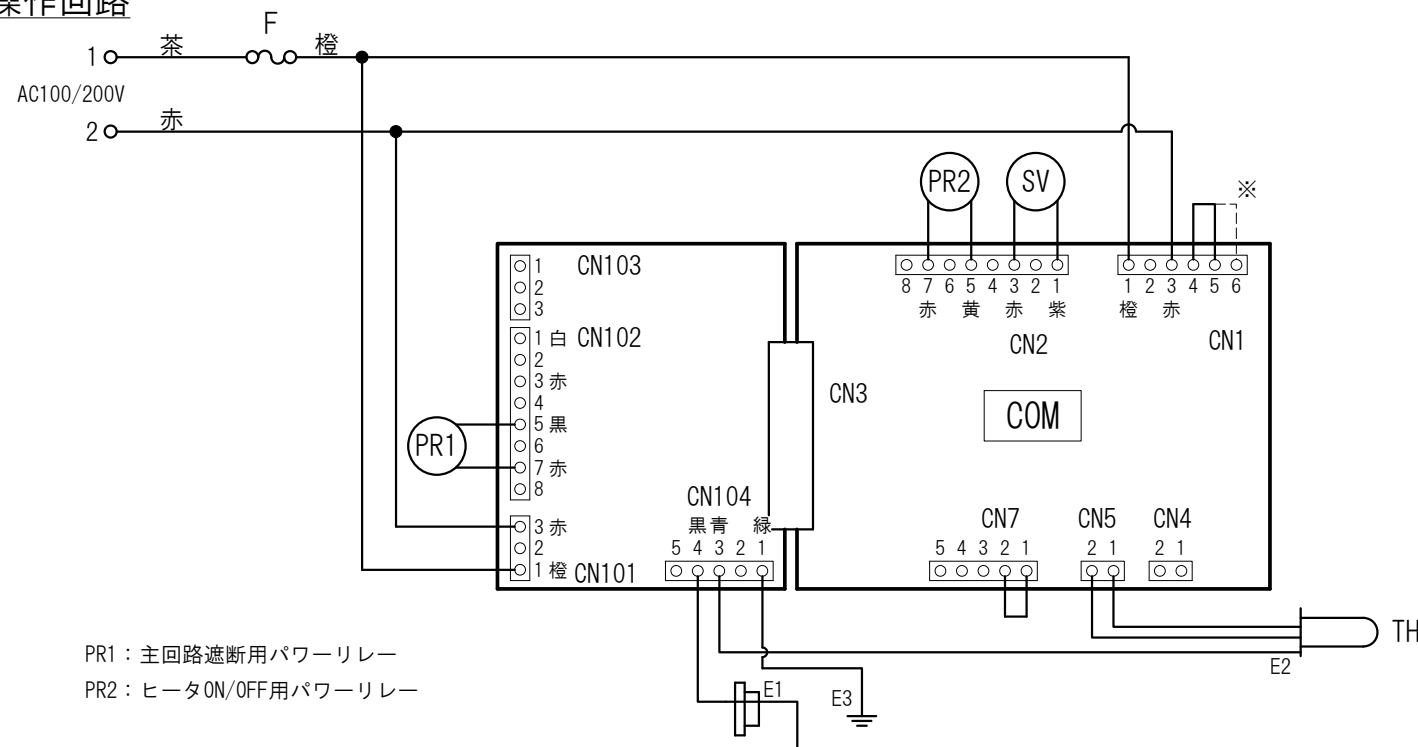 操作回路
F
1 茶 橙
AC100/200V
2 赤
PR2 SV ※
8 7 6 5 4 3 2 1
赤 黄 赤 紫
CN2
1 2 3 4 5 6
橙 赤
CN1
1 CN103
2
3
1 白 CN102
2
3 赤
4
5 黒
6
7 赤
8
PR1
3 赤
2
1 橙 CN101
CN104
黒 青 緑
5 4 3 2 1
CN3
COM
CN7
5 4 3 2 1
CN5
2 1
CN4
2 1
TH
E2
E1
E3
PR1：主回路遮断用パワーリレー
PR2：ヒータON/OFF用パワーリレー